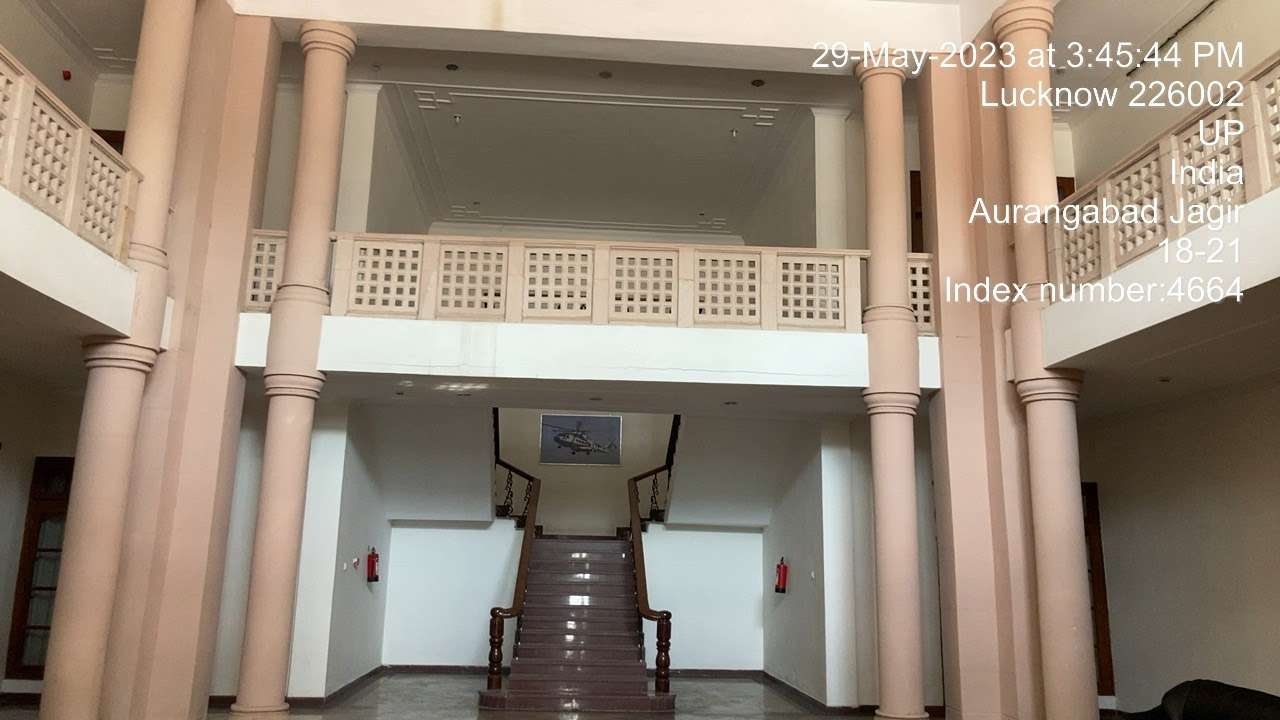 29-May-2023 at 3:45:44 PM
Lucknow 226002
UP
India
Aurangabad Jagir
18-21
Index number:4664